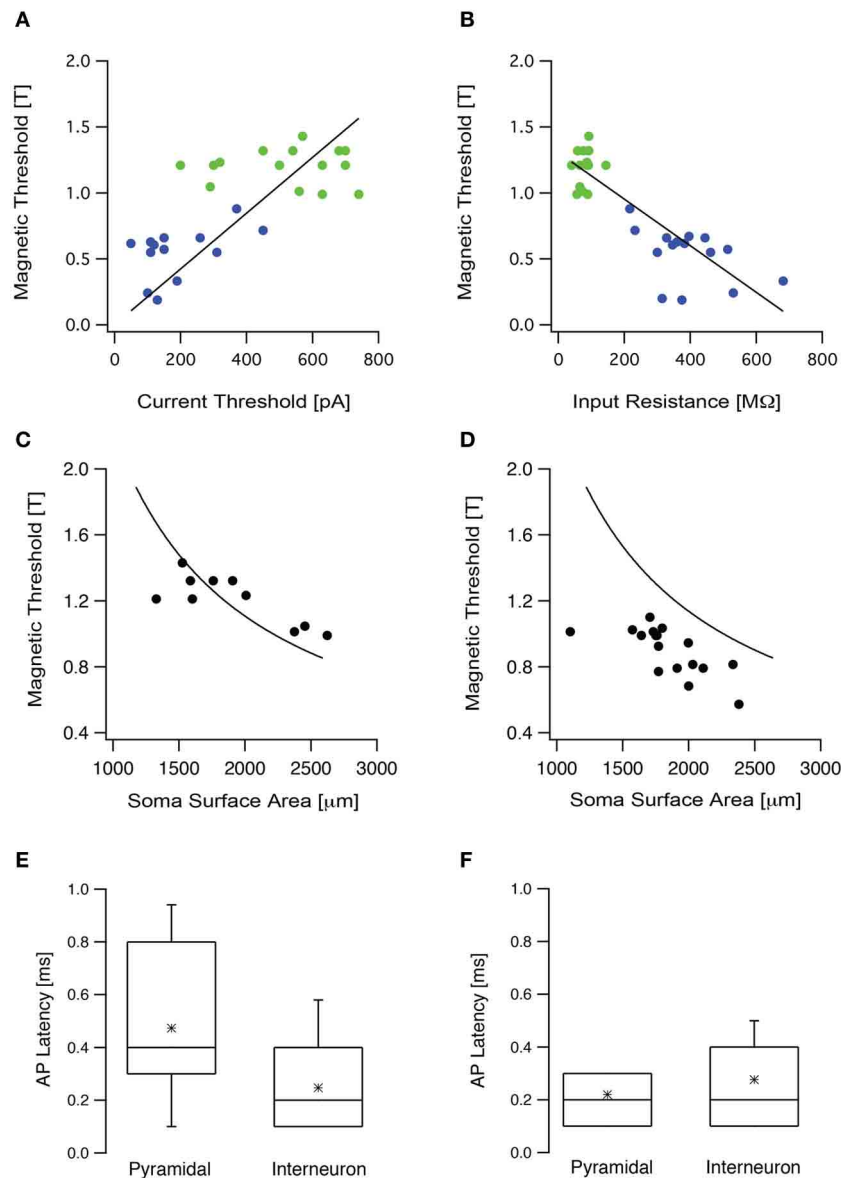 A
Magnetic Threshold [T]
2.0
1.5
1.0
0.5
0.0
0
200
400
600
800
Current Threshold [pA]
B
Magnetic Threshold [T]
2.0
1.5
1.0
0.5
0.0
0
200
400
600
800
Input Resistance [MΩ]
C
Magnetic Threshold [T]
2.0
1.6
1.2
0.8
0.4
1000
1500
2000
2500
3000
Soma Surface Area [μm]
D
Magnetic Threshold [T]
2.0
1.6
1.2
0.8
0.4
1000
1500
2000
2500
3000
Soma Surface Area [μm]
E
AP Latency [ms]
1.0
0.8
0.6
0.4
0.2
0.0
Pyramidal
Interneuron
F
AP Latency [ms]
1.0
0.8
0.6
0.4
0.2
0.0
Pyramidal
Interneuron